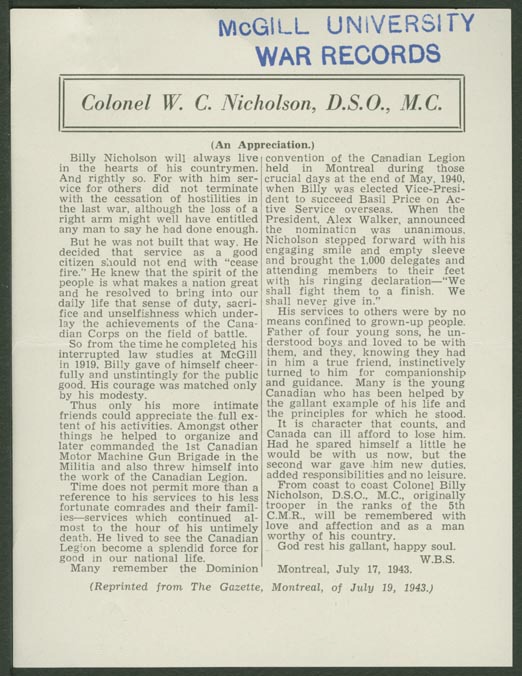 McGILL UNIVERSITY
WAR RECORDS
Colonel W. C. Nicholson, D.S.O., M.C.
(An Appreciation.)
Billy Nicholson will always live
in the hearts of his countrymen.
And rightly so. For with him ser-
vice for others did not terminate
with the cessation of hostilities in
the last war, although the loss of a
right arm might well have entitled
any man to say he had done enough.
But he was not built that way. He
decided that service as a good
citizen should not end with "cease
fire." He knew that the spirit of the
people is what makes a nation great
and he resolved to bring into our
daily life that sense of duty, sacri-
fice and unselfishness which under-
lay the achievements of the Cana-
dian Corps on the field of battle.
So from the time he completed his
interrupted law studies at McGill
in 1919, Billy gave of himself cheer-
fully and unstintingly for the public
good. His courage was matched only
by his modesty.
Thus only his more intimate
friends could appreciate the full ex-
tent of his activities. Amongst other
things he helped to organize and
later commanded the 1st Canadian
Motor Machine Gun Brigade in the
Militia and also threw himself into
the work of the Canadian Legion.
Time does not permit more than a
reference to his services to his less
fortunate comrades and their famil-
ies—services which continued al-
most to the hour of his untimely
death. He lived to see the Canadian
Legion become a splendid force for
good in our national life.
Many remember the Dominion
convention of the Canadian Legion
held in Montreal during those
crucial days at the end of May, 1940,
when Billy was elected Vice-Presi-
dent to succeed Basil Price on Ac-
tive Service overseas. When the
President, Alex Walker, announced
the nomination was unanimous,
Nicholson stepped forward with his
engaging smile and empty sleeve
and brought the 1,000 delegates and
attending members to their feet
with his ringing declaration—"We
shall fight them to a finish. We
shall never give in."
His services to others were by no
means confined to grown-up people.
Father of four young sons, he un-
derstood boys and loved to be with
them, and they, knowing they had
in him a true friend, instinctively
turned to him for companionship
and guidance. Many is the young
Canadian who has been helped by
the gallant example of his life and
the principles for which he stood.
It is character that counts, and
Canada can ill afford to lose him.
Had he spared himself a little he
would be with us now, but the
second war gave him new duties,
added responsibilities and no leisure.
From coast to coast Colonel Billy
Nicholson, D.S.O., M.C., originally
trooper in the ranks of the 5th
C.M.R., will be remembered with
love and affection and as a man
worthy of his country.
God rest his gallant, happy soul.
W.B.S.
Montreal, July 17, 1943.
(Reprinted from The Gazette, Montreal, of July 19, 1943.)